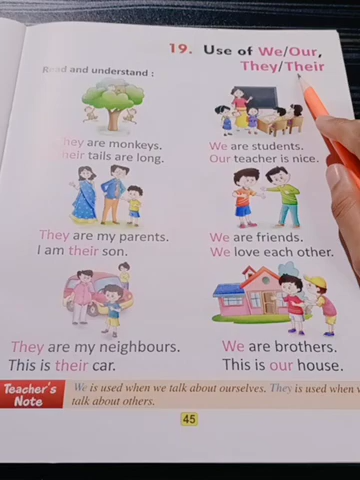 19. Use of We/Our,
They/Their
Read and understand :
They are monkeys.
Their tails are long.
We are students.
Our teacher is nice.
They are my parents.
I am their son.
We are friends.
We love each other.
They are my neighbours.
This is their car.
We are brothers.
This is our house.
Teacher's
Note
We is used when we talk about ourselves. They is used when
talk about others.
45